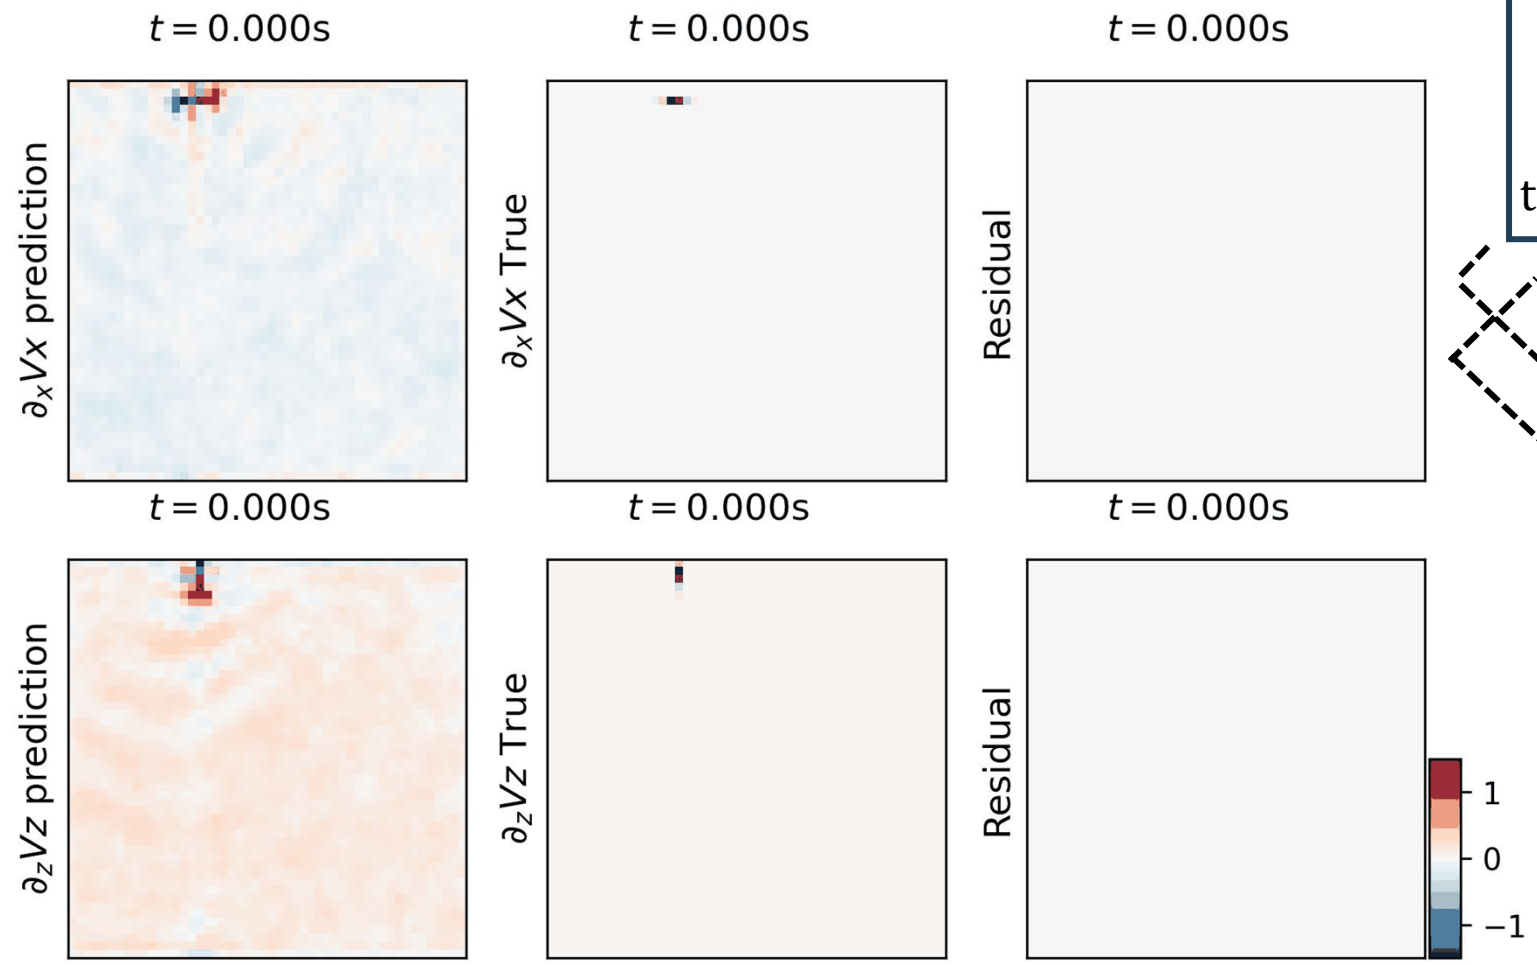 t = 0.000s
t = 0.000s
t = 0.000s
∂ₓVx prediction
∂ₓVx True
Residual
t
t = 0.000s
t = 0.000s
t = 0.000s
∂zVz prediction
∂zVz True
Residual
1
0
−1